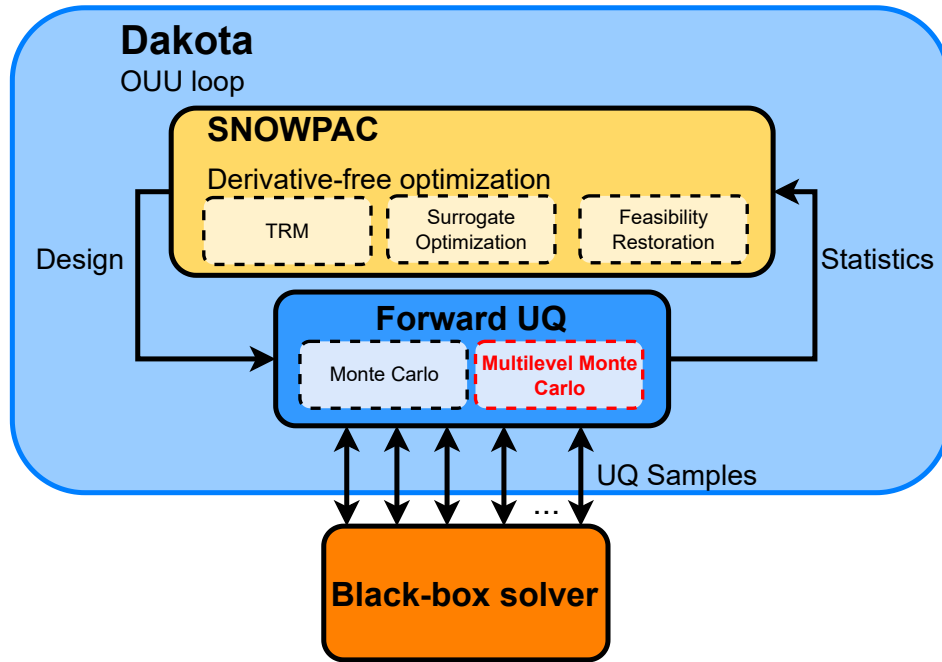 Dakota
OUU loop
SNOWPAC
Derivative-free optimization
TRM
Surrogate
Optimization
Feasibility
Restoration
Design
Statistics
Forward UQ
Monte Carlo
Multilevel Monte
Carlo
UQ Samples
...
Black-box solver